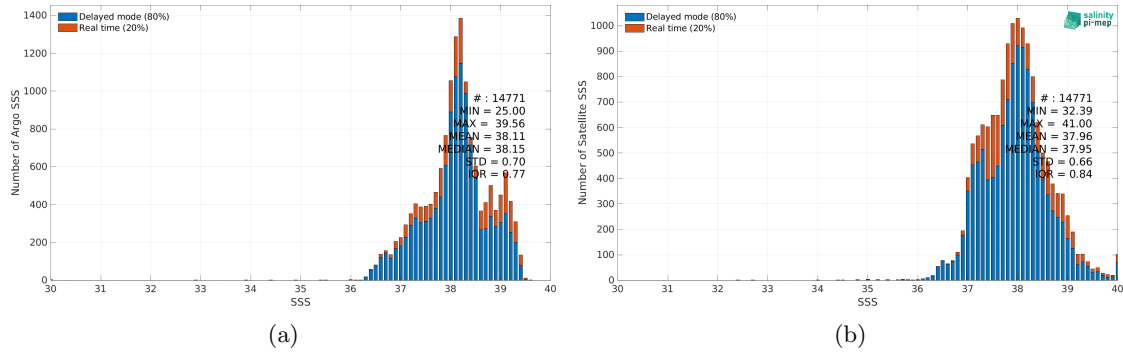 Delayed mode (80%)
Real time (20%)
Number of Argo SSS
1400
1200
1000
800
600
400
200
0
# : 14771
MIN = 25.00
MAX = 39.56
MEAN = 38.11
MEDIAN = 38.15
STD = 0.70
IQR = 0.77
30 31 32 33 34 35 36 37 38 39 40
SSS
(a)
Delayed mode (80%)
Real time (20%)
salinity
pi-mep
Number of Satellite SSS
1000
900
800
700
600
500
400
300
200
100
0
# : 14771
MIN = 32.39
MAX = 41.00
MEAN = 37.96
MEDIAN = 37.95
STD = 0.66
IQR = 0.84
30 31 32 33 34 35 36 37 38 39 40
SSS
(b)